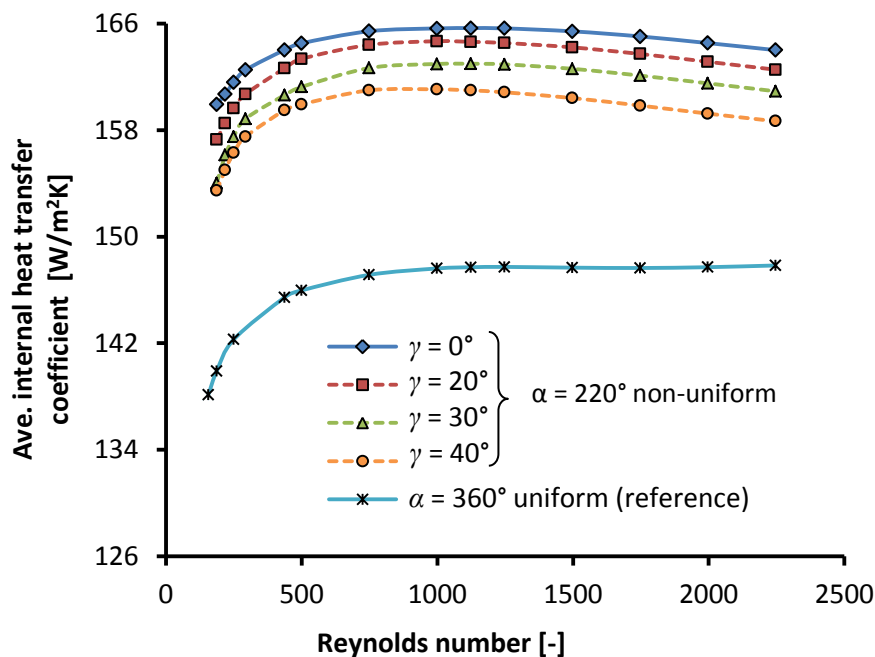 166
158
150
142
134
126
Ave. internal heat transfer
coefficient [W/m²K]
γ = 0°
γ = 20°
γ = 30°
γ = 40°
α = 220° non-uniform
α = 360° uniform (reference)
0
500
1000
1500
2000
2500
Reynolds number [-]